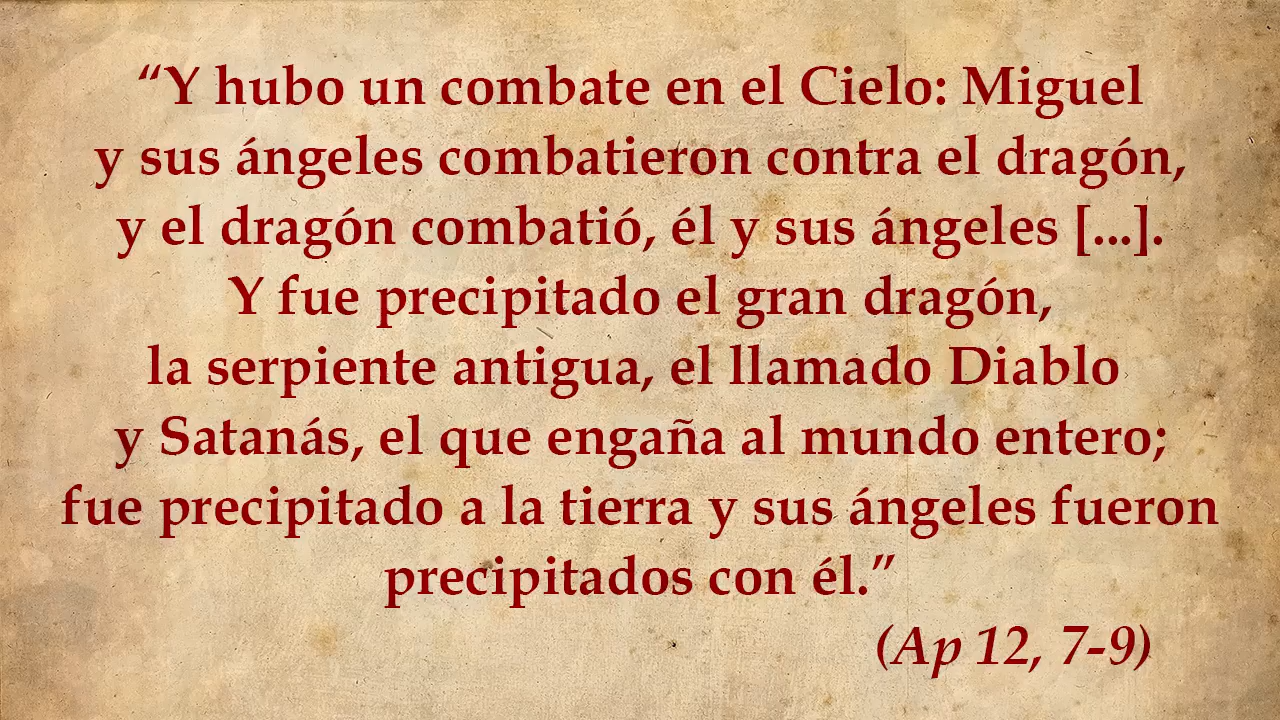 “Y hubo un combate en el Cielo: Miguel
y sus ángeles combatieron contra el dragón,
y el dragón combatió, él y sus ángeles [...].
Y fue precipitado el gran dragón,
la serpiente antigua, el llamado Diablo
y Satanás, el que engaña al mundo entero;
fue precipitado a la tierra y sus ángeles fueron
precipitados con él.”
(Ap 12, 7-9)